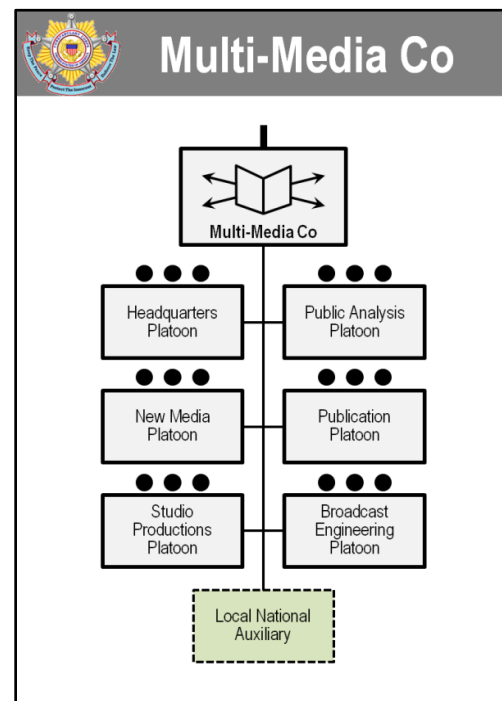 Multi-Media Co
Multi-Media Co
Headquarters
Platoon
Public Analysis
Platoon
New Media
Platoon
Publication
Platoon
Studio
Productions
Platoon
Broadcast
Engineering
Platoon
Local National
Auxiliary